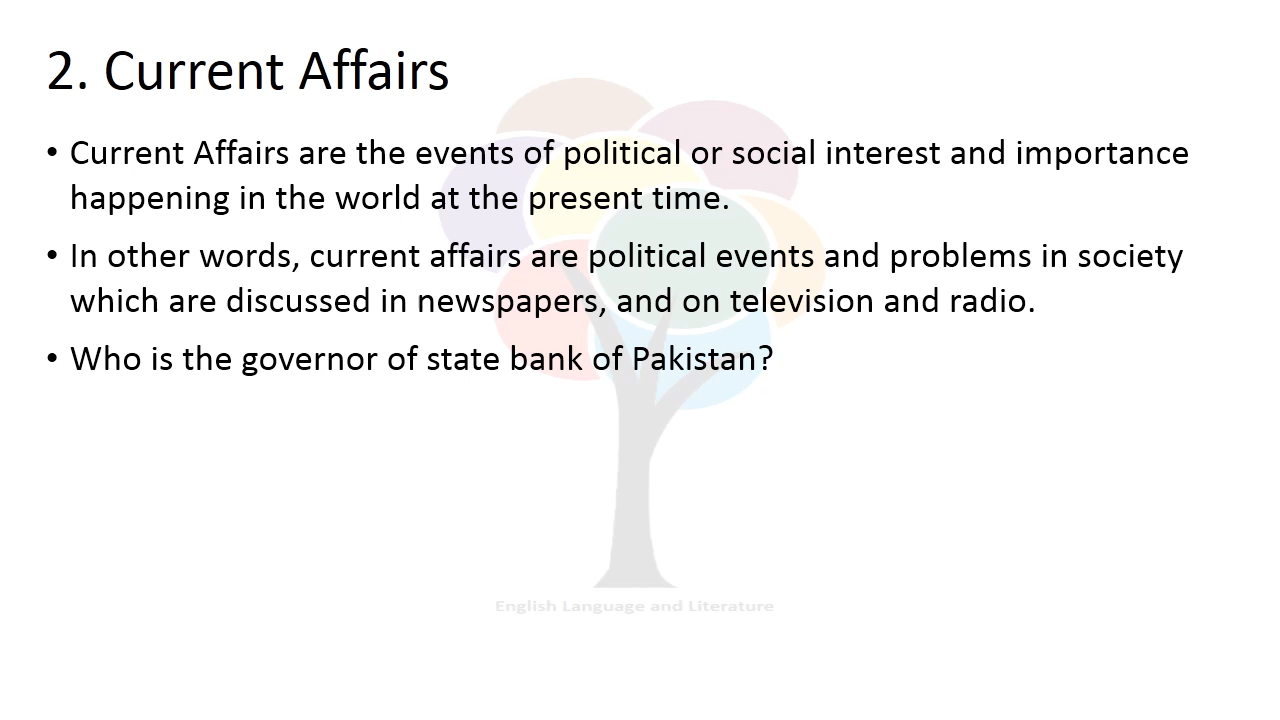 2. Current Affairs
• Current Affairs are the events of political or social interest and importance
happening in the world at the present time.
• In other words, current affairs are political events and problems in society
which are discussed in newspapers, and on television and radio.
• Who is the governor of state bank of Pakistan?
English Language and Literature